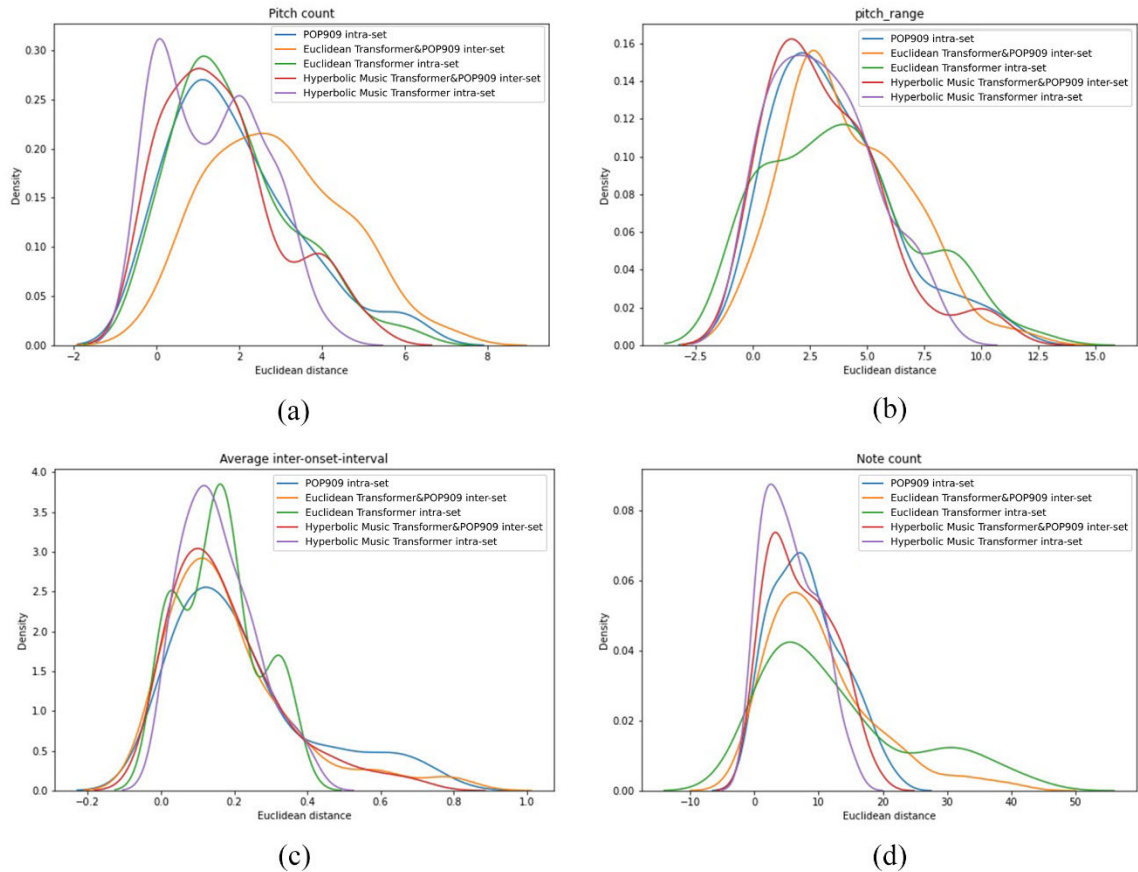 Pitch count
POP909 intra-set
Euclidean Transformer&POP909 inter-set
Euclidean Transformer intra-set
Hyperbolic Music Transformer&POP909 inter-set
Hyperbolic Music Transformer intra-set
0.30
0.25
0.20
0.15
0.10
0.05
0.00
Density
−2 0 2 4 6 8
Euclidean distance
(a)
pitch_range
POP909 intra-set
Euclidean Transformer&POP909 inter-set
Euclidean Transformer intra-set
Hyperbolic Music Transformer&POP909 inter-set
Hyperbolic Music Transformer intra-set
0.16
0.14
0.12
0.10
0.08
0.06
0.04
0.02
0.00
Density
−2.5 0.0 2.5 5.0 7.5 10.0 12.5 15.0
Euclidean distance
(b)
Average inter-onset-interval
POP909 intra-set
Euclidean Transformer&POP909 inter-set
Euclidean Transformer intra-set
Hyperbolic Music Transformer&POP909 inter-set
Hyperbolic Music Transformer intra-set
4.0
3.5
3.0
2.5
2.0
1.5
1.0
0.5
0.0
Density
−0.2 0.0 0.2 0.4 0.6 0.8 1.0
Euclidean distance
(c)
Note count
POP909 intra-set
Euclidean Transformer&POP909 inter-set
Euclidean Transformer intra-set
Hyperbolic Music Transformer&POP909 inter-set
Hyperbolic Music Transformer intra-set
0.08
0.06
0.04
0.02
0.00
Density
−10 0 10 20 30 40 50
Euclidean distance
(d)